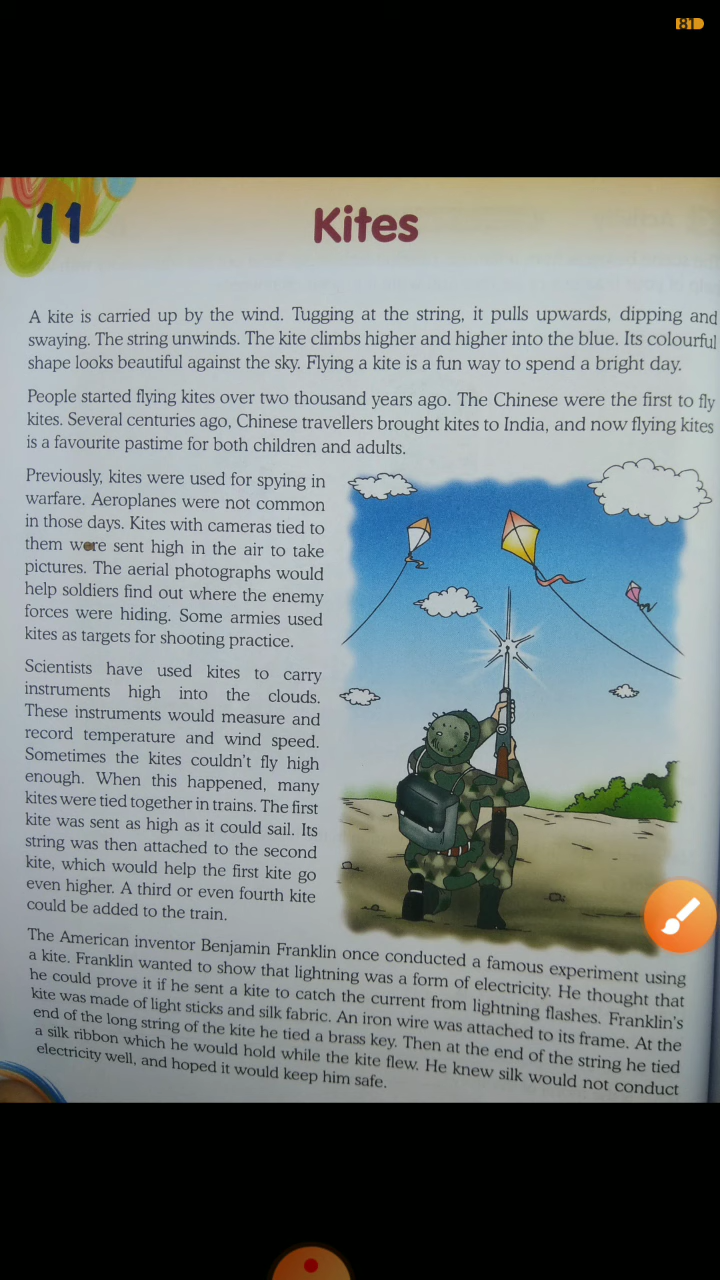 81
11
Kites
A kite is carried up by the wind. Tugging at the string, it pulls upwards, dipping and
swaying. The string unwinds. The kite climbs higher and higher into the blue. Its colourful
shape looks beautiful against the sky. Flying a kite is a fun way to spend a bright day.
People started flying kites over two thousand years ago. The Chinese were the first to fly
kites. Several centuries ago, Chinese travellers brought kites to India, and now flying kites
is a favourite pastime for both children and adults.
Previously, kites were used for spying in
warfare. Aeroplanes were not common
in those days. Kites with cameras tied to
them were sent high in the air to take
pictures. The aerial photographs would
help soldiers find out where the enemy
forces were hiding. Some armies used
kites as targets for shooting practice.
Scientists have used kites to carry
instruments high into the clouds.
These instruments would measure and
record temperature and wind speed.
Sometimes the kites couldn't fly high
enough. When this happened, many
kites were tied together in trains. The first
kite was sent as high as it could sail. Its
string was then attached to the second
kite, which would help the first kite go
even higher. A third or even fourth kite
could be added to the train.
The American inventor Benjamin Franklin once conducted a famous experiment using
a kite. Franklin wanted to show that lightning was a form of electricity. He thought that
he could prove it if he sent a kite to catch the current from lightning flashes. Franklin's
kite was made of light sticks and silk fabric. An iron wire was attached to its frame. At the
end of the long string of the kite he tied a brass key. Then at the end of the string he tied
a silk ribbon which he would hold while the kite flew. He knew silk would not conduct
electricity well, and hoped it would keep him safe.